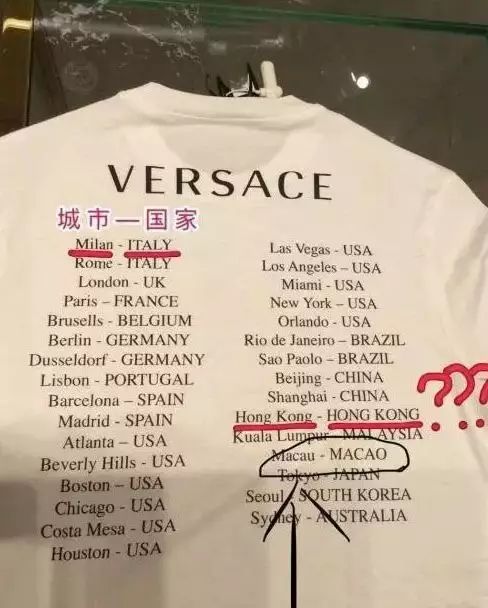 VERSACE
城市—国家
Milan - ITALY
Rome - ITALY
London - UK
Paris – FRANCE
Brusells - BELGIUM
Berlin - GERMANY
Dusseldorf - GERMANY
Lisbon - PORTUGAL
Barcelona – SPAIN
Madrid - SPAIN
Atlanta – USA
Beverly Hills - USA
Boston – USA
Chicago - USA
Costa Mesa - USA
Houston - USA
Las Vegas - USA
Los Angeles – USA
Miami - USA
New York – USA
Orlando - USA
Rio de Janeiro – BRAZIL
Sao Paolo – BRAZIL
Beijing - CHINA
Shanghai - CHINA
Hong Kong - HONG KONG
???
Kuala Lumpur - MALAYSIA
Macau - MACAO
Tokyo - JAPAN
Seoul - SOUTH KOREA
Sydney - AUSTRALIA